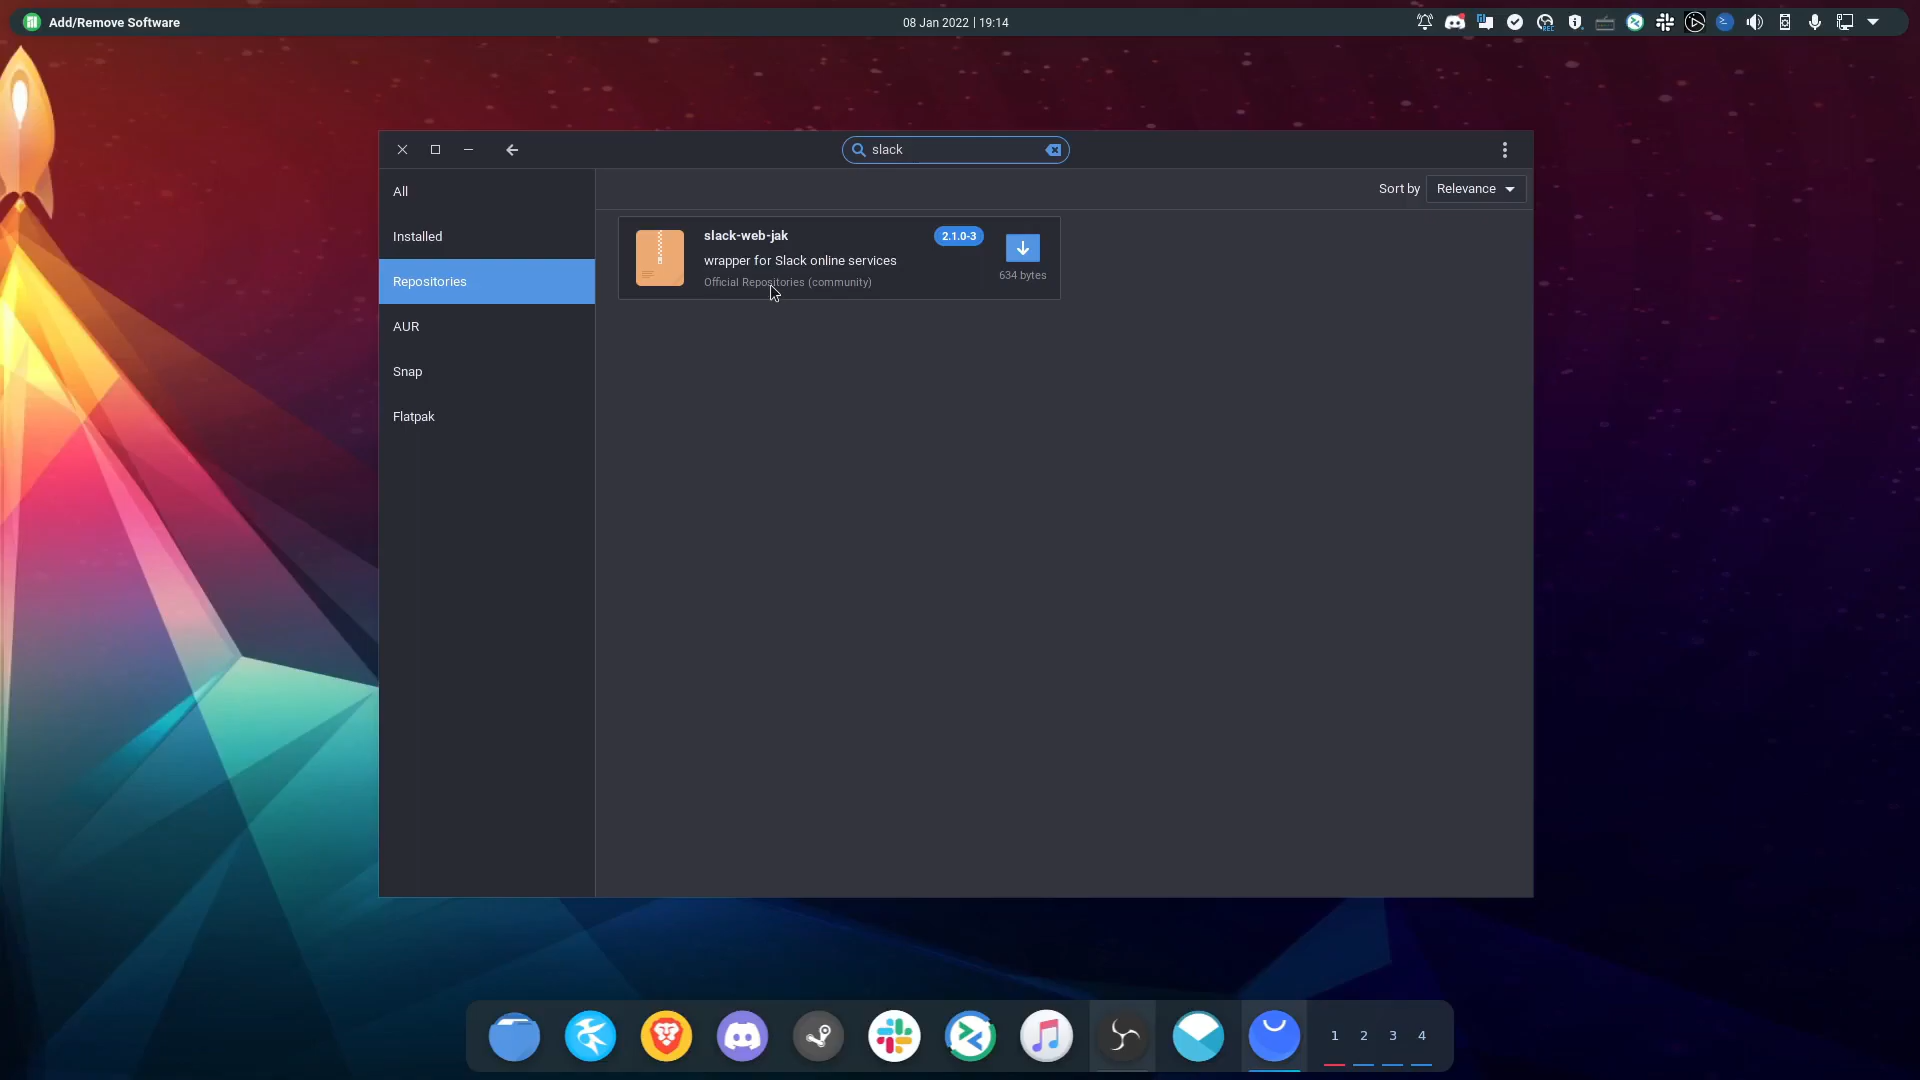 Add/Remove Software
08 Jan 2022 | 19:14
REC
slack
All
Installed
Repositories
AUR
Snap
Flatpak
Sort by Relevance
slack-web-jak 2.1.0-3
wrapper for Slack online services
634 bytes
Official Repositories (community)
1 2 3 4